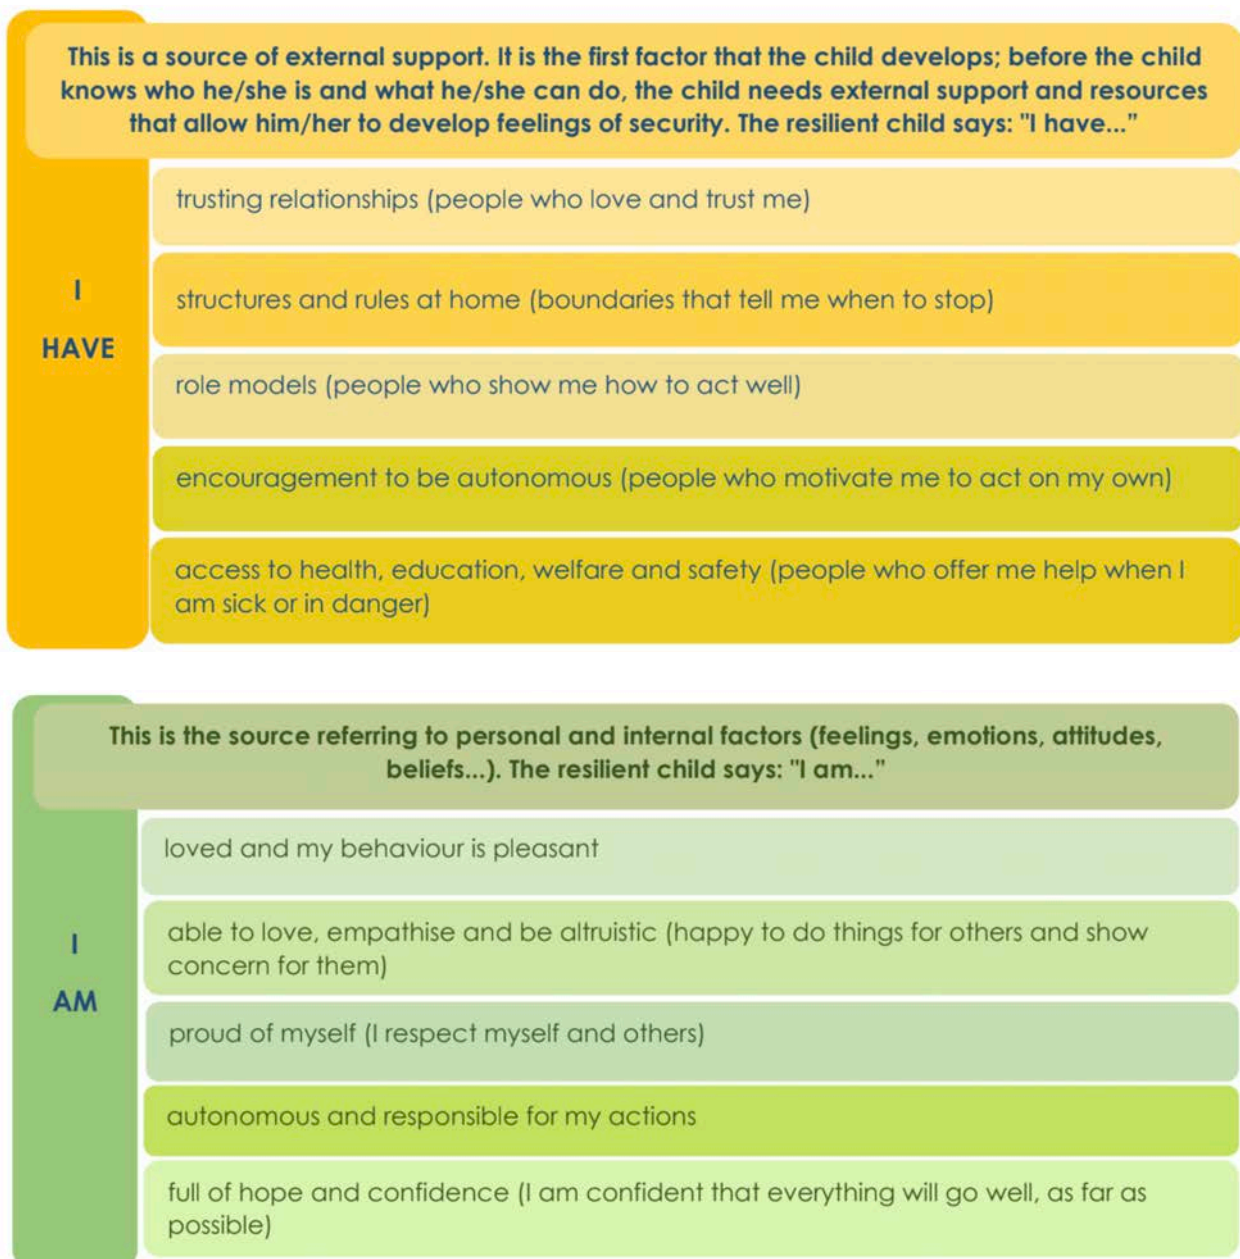 This is a source of external support. It is the first factor that the child develops; before the child
knows who he/she is and what he/she can do, the child needs external support and resources
that allow him/her to develop feelings of security. The resilient child says: "I have..."
I
HAVE
trusting relationships (people who love and trust me)
structures and rules at home (boundaries that tell me when to stop)
role models (people who show me how to act well)
encouragement to be autonomous (people who motivate me to act on my own)
access to health, education, welfare and safety (people who offer me help when I
am sick or in danger)
This is the source referring to personal and internal factors (feelings, emotions, attitudes,
beliefs...). The resilient child says: "I am..."
I
AM
loved and my behaviour is pleasant
able to love, empathise and be altruistic (happy to do things for others and show
concern for them)
proud of myself (I respect myself and others)
autonomous and responsible for my actions
full of hope and confidence (I am confident that everything will go well, as far as
possible)